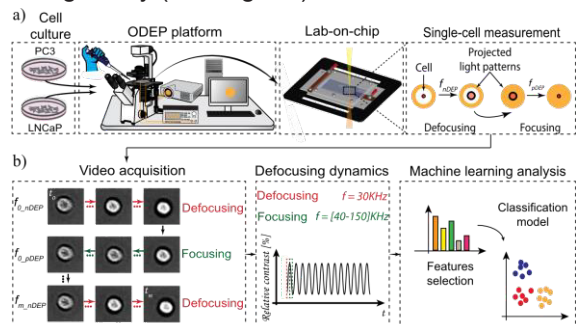 a)
Cell
culture
ODEP platform
Lab-on-chip
Single-cell measurement
PC3
LNCaP
Cell
Projected
light patterns
f_nDEP
f_pDEP
Defocusing
Focusing
b)
Video acquisition
Defocusing dynamics
Machine learning analysis
f_0_nDEP
t_0
Defocusing
f_0_pDEP
Focusing
f_m_nDEP
Defocusing
Defocusing f = 30KHz
Focusing f = [40-150]KHz
Relative contrast [%]
t
Features
selection
Classification
model